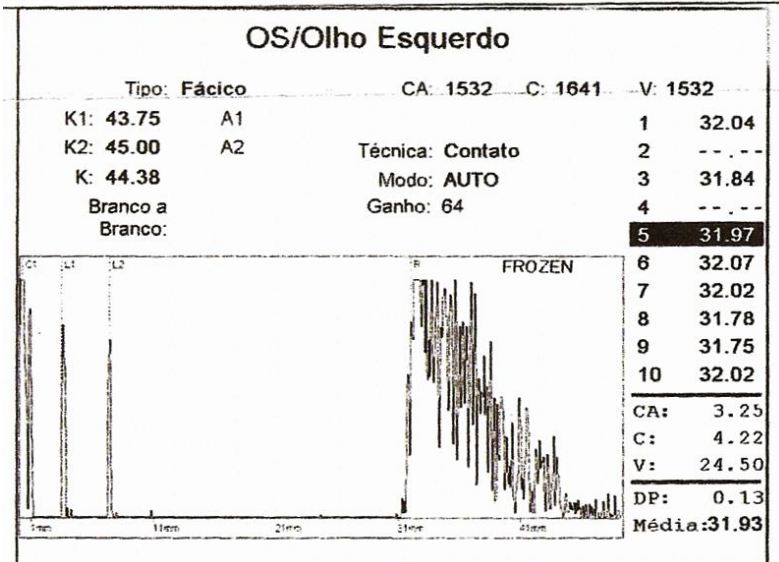 OS/Olho Esquerdo
Tipo: Fácico CA: 1532 C: 1641 V: 1532
K1: 43.75 A1
K2: 45.00 A2
K: 44.38
Branco a
Branco:
Técnica: Contato
Modo: AUTO
Ganho: 64
1 32.04
2 --.--
3 31.84
4 --.--
5 31.97
6 32.07
7 32.02
8 31.78
9 31.75
10 32.02
CA: 3.25
C: 4.22
V: 24.50
DP: 0.13
Média:31.93
C1 L1 L2 R FROZEN
1mm 11mm 21mm 31mm 41mm